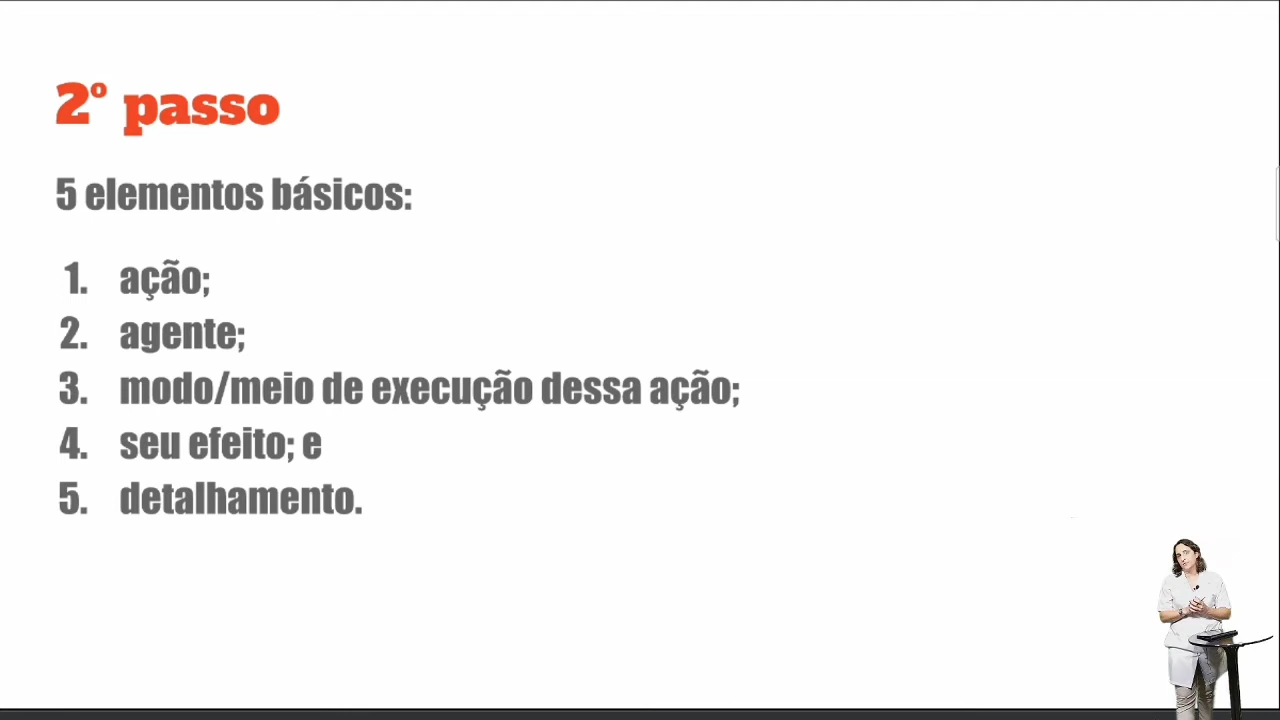 2º passo
5 elementos básicos:
1. ação;
2. agente;
3. modo/meio de execução dessa ação;
4. seu efeito; e
5. detalhamento.